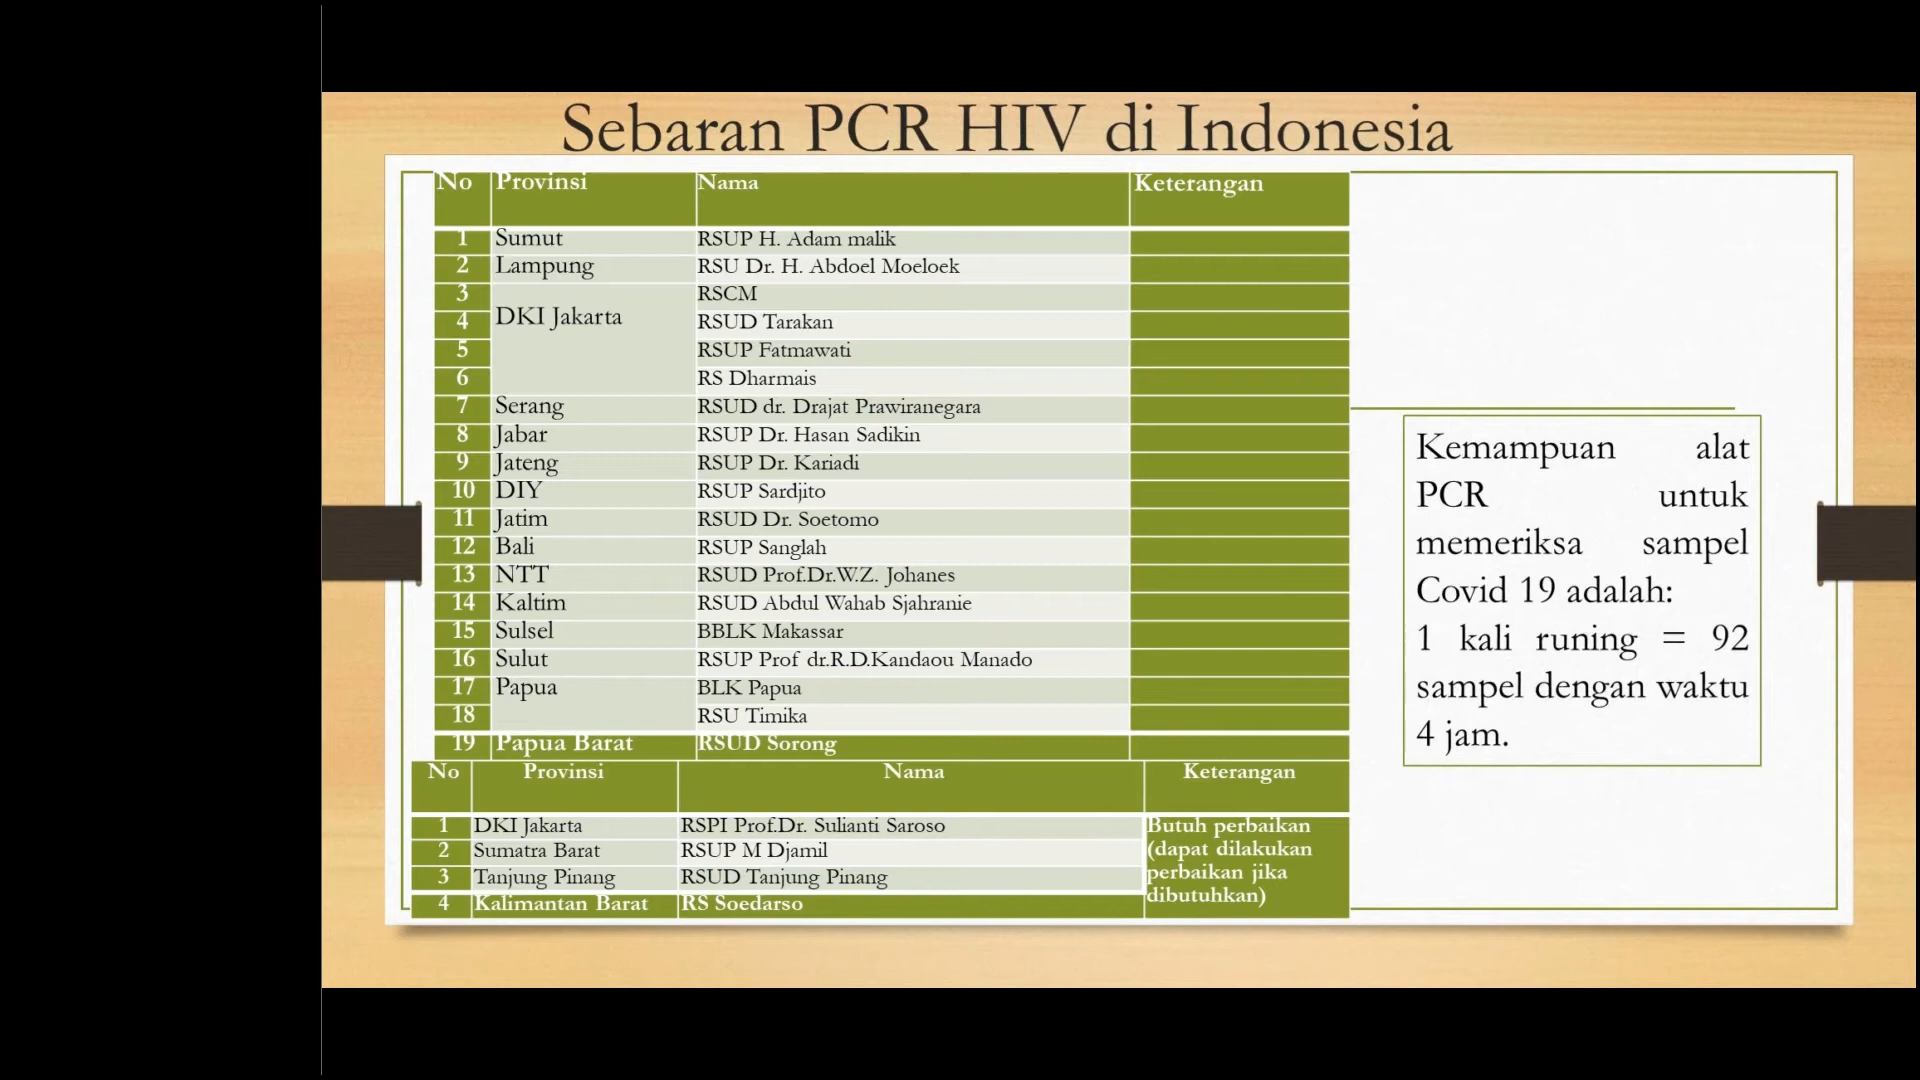 Sebaran PCR HIV di Indonesia
No Provinsi Nama Keterangan
1 Sumut RSUP H. Adam malik
2 Lampung RSU Dr. H. Abdoel Moeloek
3 DKI Jakarta RSCM
4 RSUD Tarakan
5 RSUP Fatmawati
6 RS Dharmais
7 Serang RSUD dr. Drajat Prawiranegara
8 Jabar RSUP Dr. Hasan Sadikin
9 Jateng RSUP Dr. Kariadi
10 DIY RSUP Sardjito
11 Jatim RSUD Dr. Soetomo
12 Bali RSUP Sanglah
13 NTT RSUD Prof.Dr.W.Z. Johanes
14 Kaltim RSUD Abdul Wahab Sjahranie
15 Sulsel BBLK Makassar
16 Sulut RSUP Prof dr.R.D.Kandaou Manado
17 Papua BLK Papua
18 RSU Timika
19 Papua Barat RSUD Sorong
No Provinsi Nama Keterangan
1 DKI Jakarta RSPI Prof.Dr. Sulianti Saroso Butuh perbaikan
2 Sumatra Barat RSUP M Djamil (dapat dilakukan
3 Tanjung Pinang RSUD Tanjung Pinang perbaikan jika
4 Kalimantan Barat RS Soedarso dibutuhkan)
Kemampuan alat
PCR untuk
memeriksa sampel
Covid 19 adalah:
1 kali runing = 92
sampel dengan waktu
4 jam.